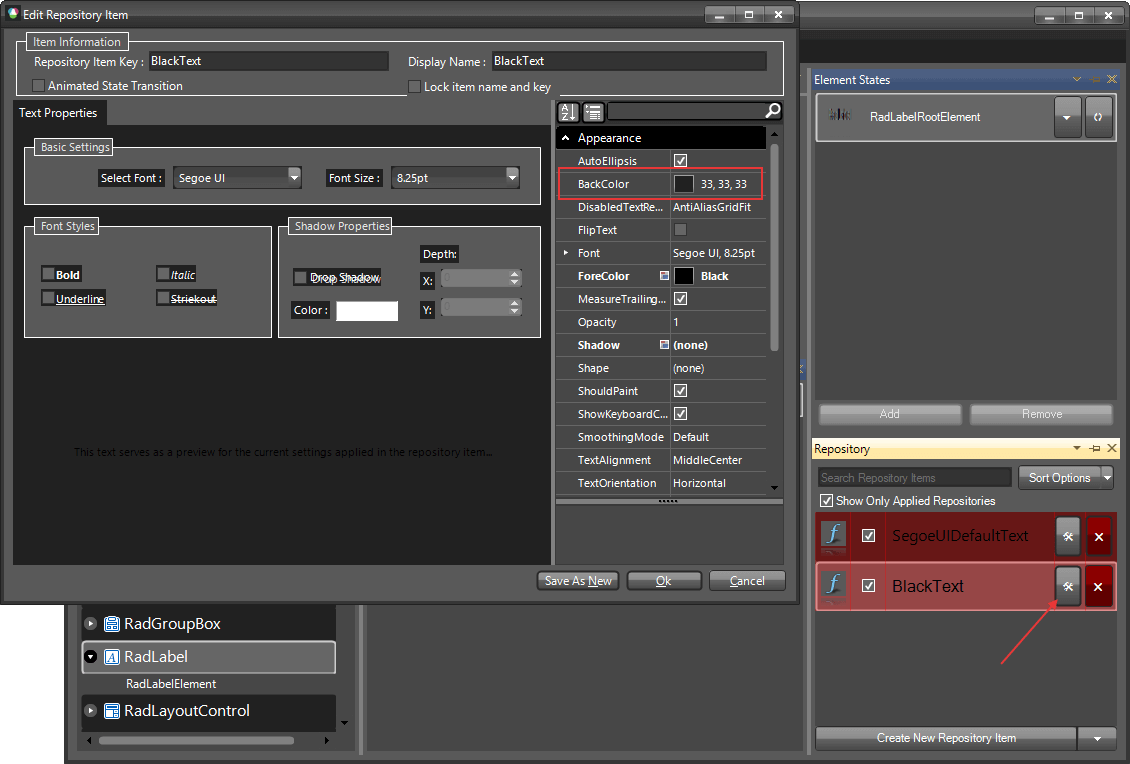 Edit Repository Item
Item Information
Repository Item Key : BlackText
Display Name : BlackText
Animated State Transition
Lock item name and key
Text Properties
Basic Settings
Select Font : Segoe UI
Font Size : 8.25pt
Font Styles
Bold
Italic
Underline
Striekout
Shadow Properties
Drop Shadow
Depth:
X: 0
Color :
Y: 0
This text serves as a preview for the current settings applied in the repository item...
Appearance
AutoEllipsis
BackColor 33, 33, 33
DisabledTextRe... AntiAliasGridFit
FlipText
Font Segoe UI, 8.25pt
ForeColor Black
MeasureTrailing...
Opacity 1
Shadow (none)
Shape (none)
ShouldPaint
ShowKeyboardC...
SmoothingMode Default
TextAlignment MiddleCenter
TextOrientation Horizontal
Save As New
Ok
Cancel
RadGroupBox
RadLabel
RadLabelElement
RadLayoutControl
Element States
RadLabelRootElement
Add
Remove
Repository
Search Repository Items
Sort Options
Show Only Applied Repositories
SegoeUIDefaultText
BlackText
Create New Repository Item